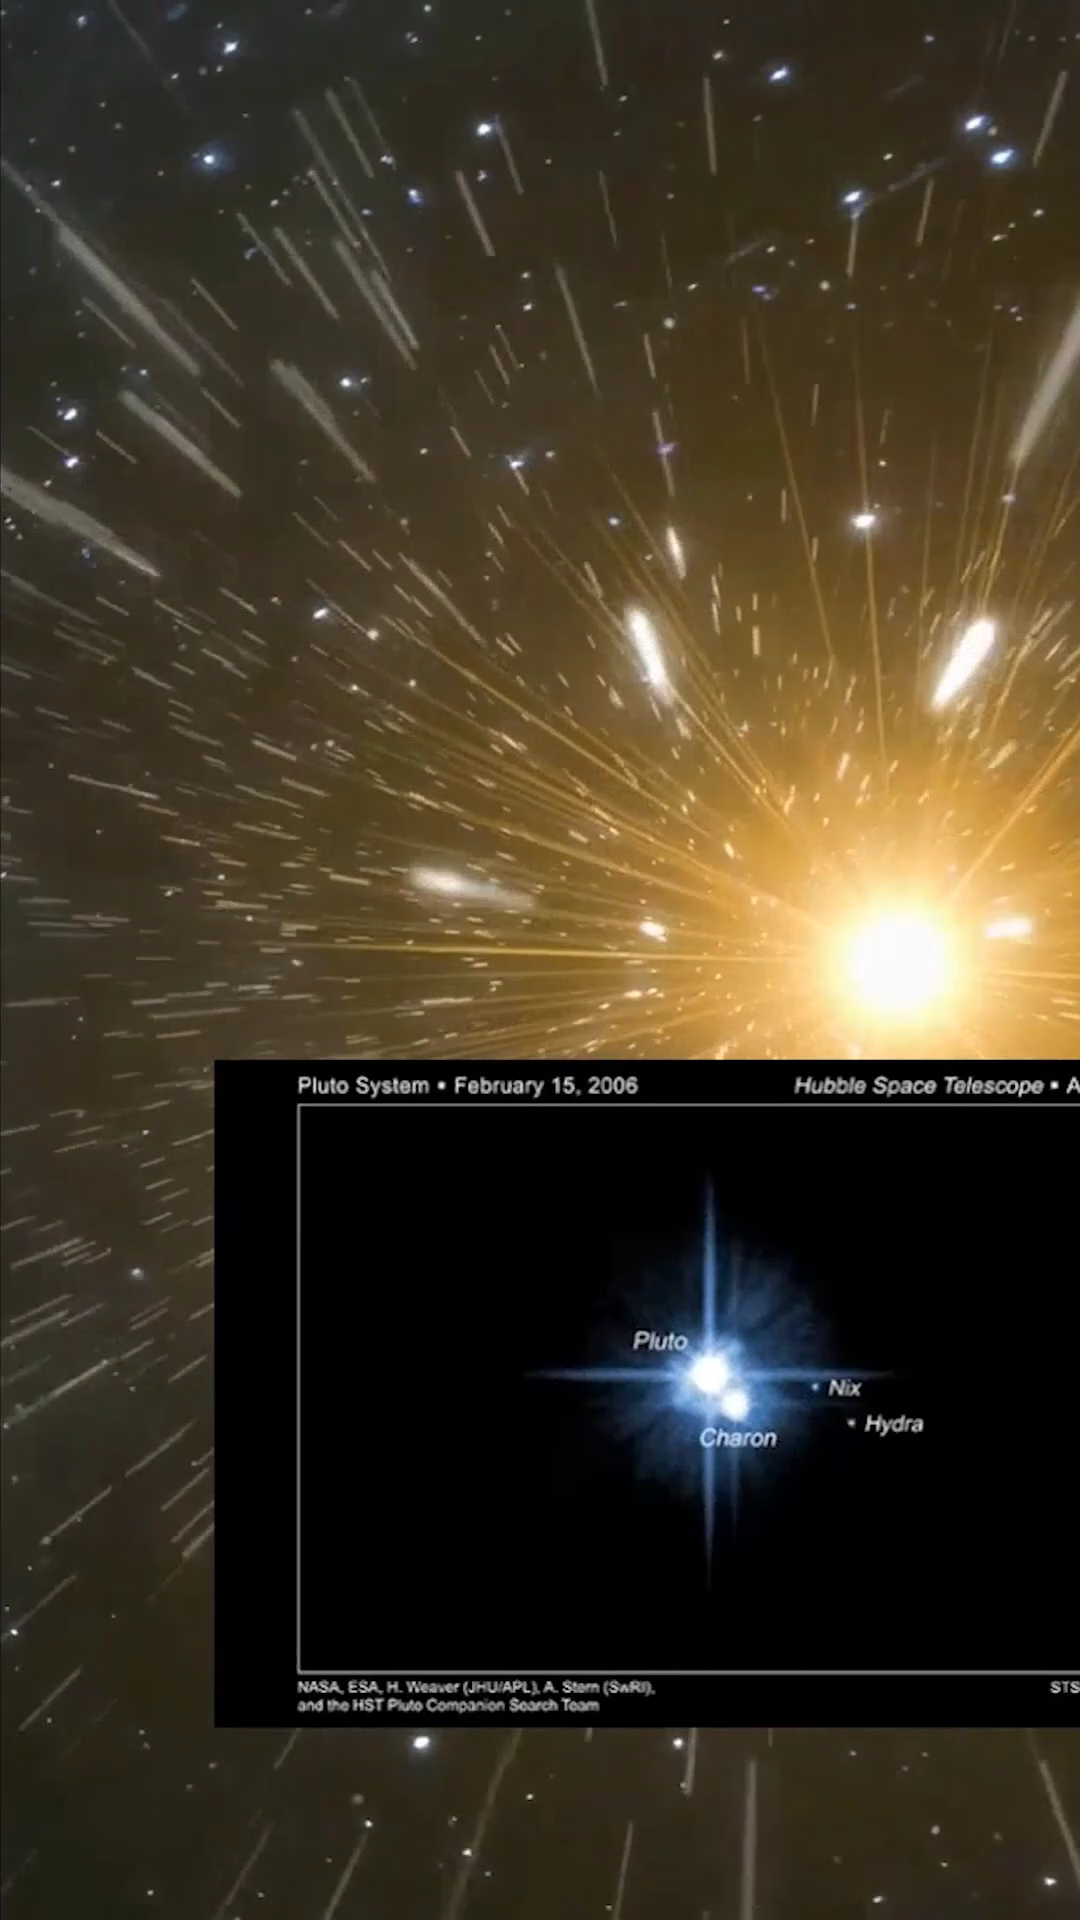 Pluto System • February 15, 2006
Hubble Space Telescope • A
Pluto
Nix
Hydra
Charon
NASA, ESA, H. Weaver (JHU/APL), A. Stern (SwRI),
and the HST Pluto Companion Search Team
STS